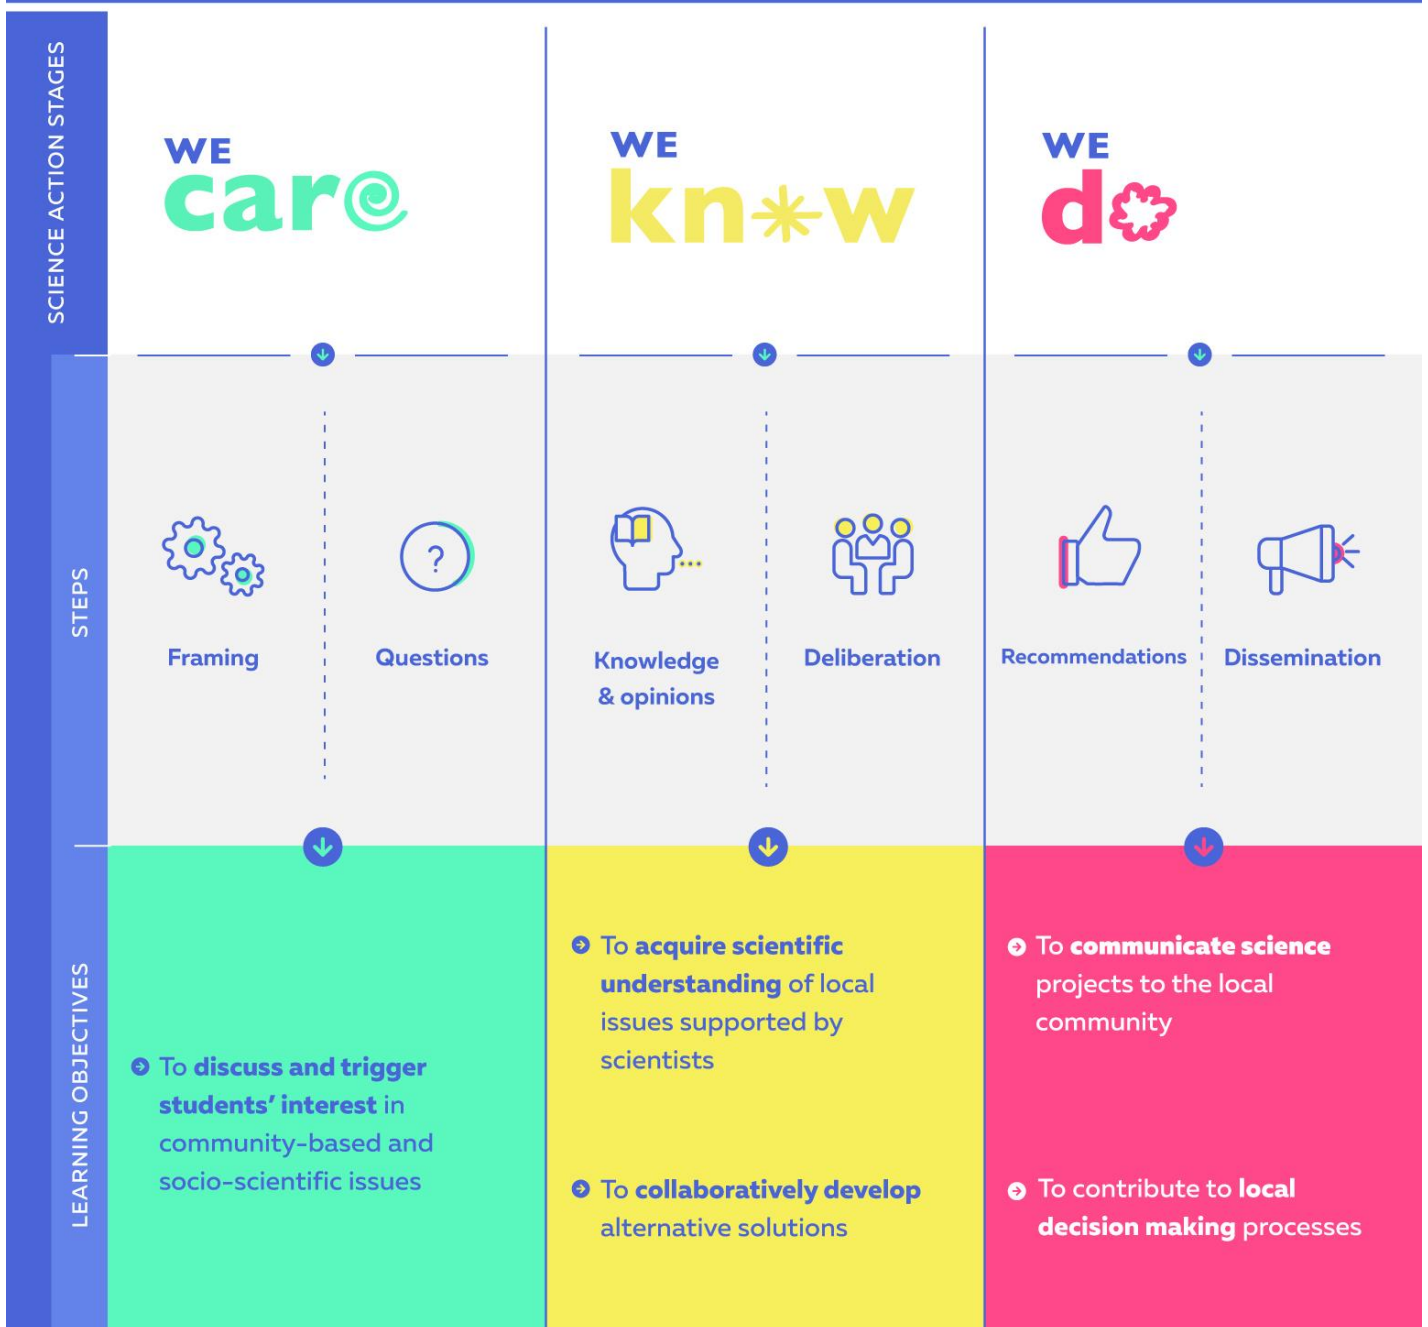 SCIENCE ACTION STAGES
WE
care
WE
know
WE
do
STEPS
Framing
?
Questions
Knowledge
& opinions
Deliberation
Recommendations
Dissemination
LEARNING OBJECTIVES
To discuss and trigger
students’ interest in
community-based and
socio-scientific issues
To acquire scientific
understanding of local
issues supported by
scientists
To collaboratively develop
alternative solutions
To communicate science
projects to the local
community
To contribute to local
decision making processes